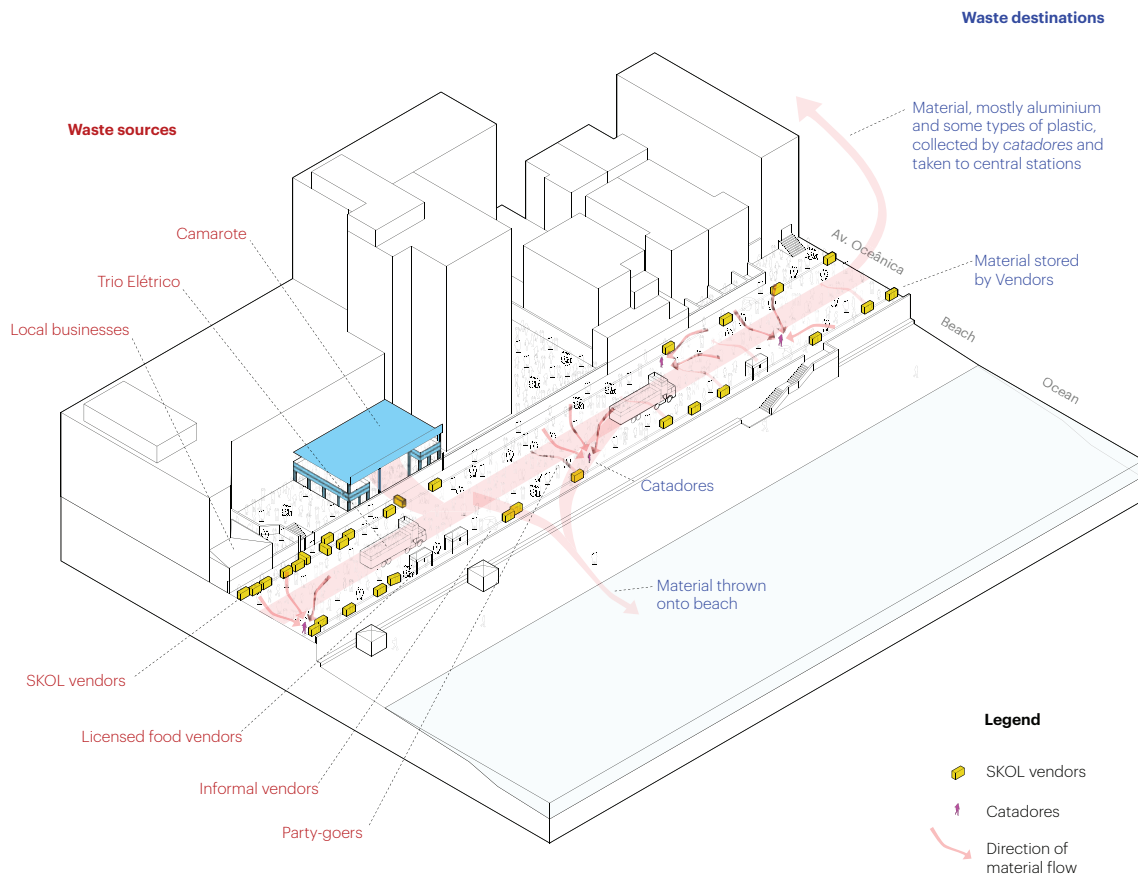 Waste destinations
Waste sources
Material, mostly aluminium
and some types of plastic,
collected by catadores and
taken to central stations
Camarote
Trio Elétrico
Local businesses
Av. Oceânica
Material stored
by Vendors
Beach
Ocean
Catadores
Material thrown
onto beach
SKOL vendors
Licensed food vendors
Informal vendors
Party-goers
Legend
SKOL vendors
Catadores
Direction of
material flow